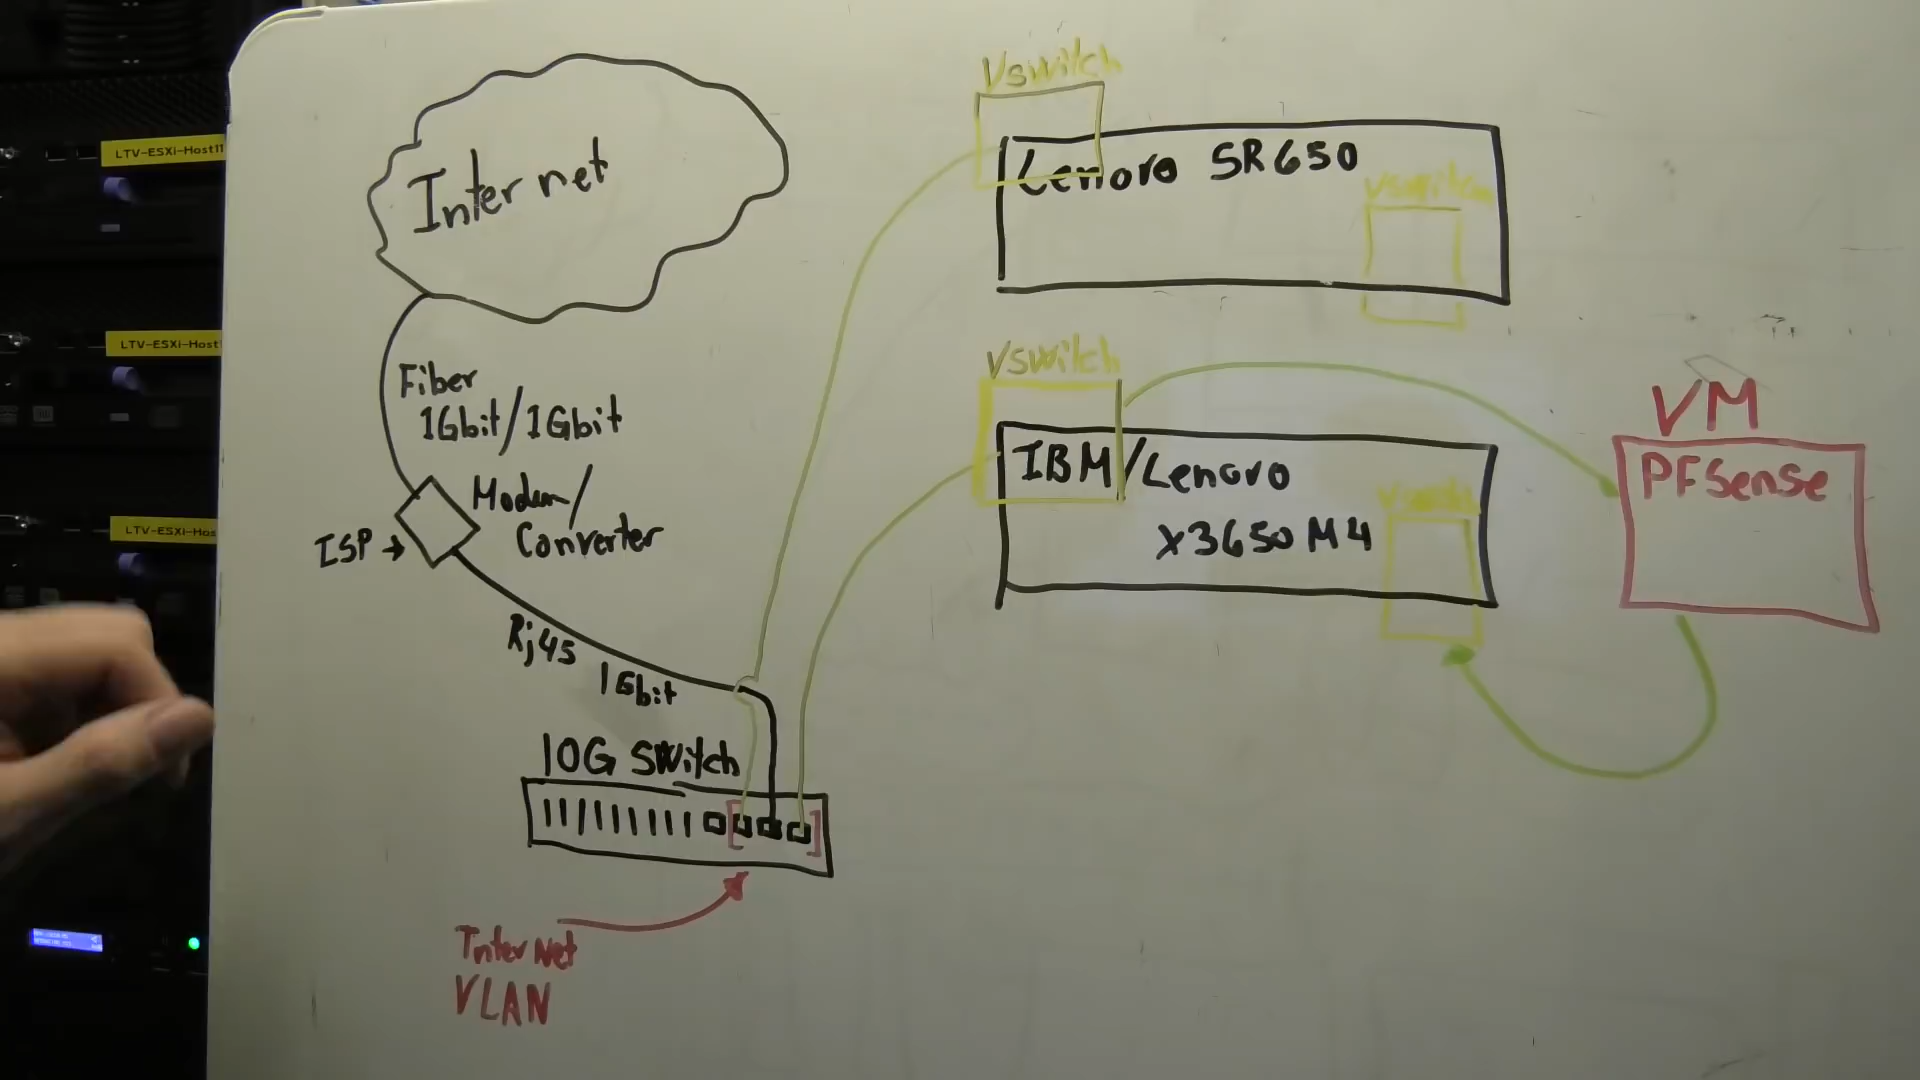 Internet
Fiber
1Gbit/1Gbit
Modem/
Converter
ISP →
Rj45
1Gbit
10G Switch
InterNet
VLAN
Vswitch
Lenovo SR650
Vswitch
Vswitch
IBM/Lenovo
x3650 M4
Vswitch
VM
PFSense
LTV-ESXi-Host11
LTV-ESXi-Host
LTV-ESXi-Hos